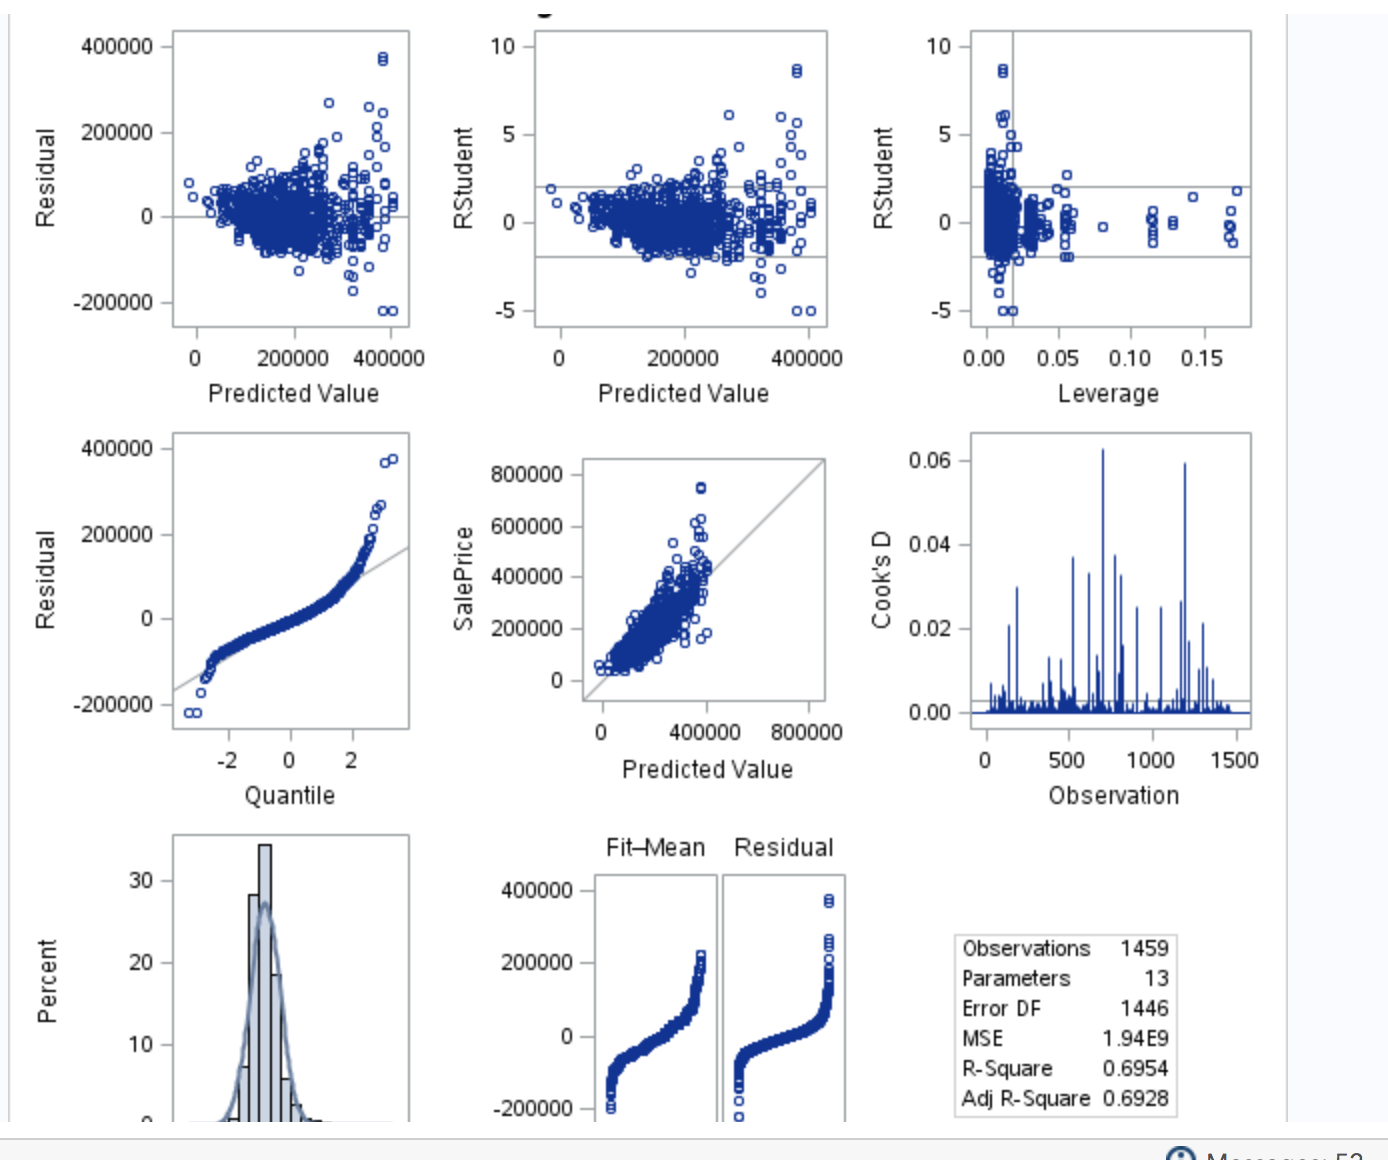 400000
200000
0
-200000
Residual
0
200000
400000
Predicted Value
10
5
0
-5
RStudent
0
200000
400000
Predicted Value
10
5
0
-5
RStudent
0.00
0.05
0.10
0.15
Leverage
400000
200000
0
-200000
Residual
-2
0
2
Quantile
800000
600000
400000
200000
0
SalePrice
0
400000
800000
Predicted Value
0.06
0.04
0.02
0.00
Cook's D
0
500
1000
1500
Observation
30
20
10
0
Percent
Fit–Mean
Residual
400000
200000
0
-200000
Observations 1459
Parameters 13
Error DF 1446
MSE 1.94E9
R-Square 0.6954
Adj R-Square 0.6928
Messages: 52